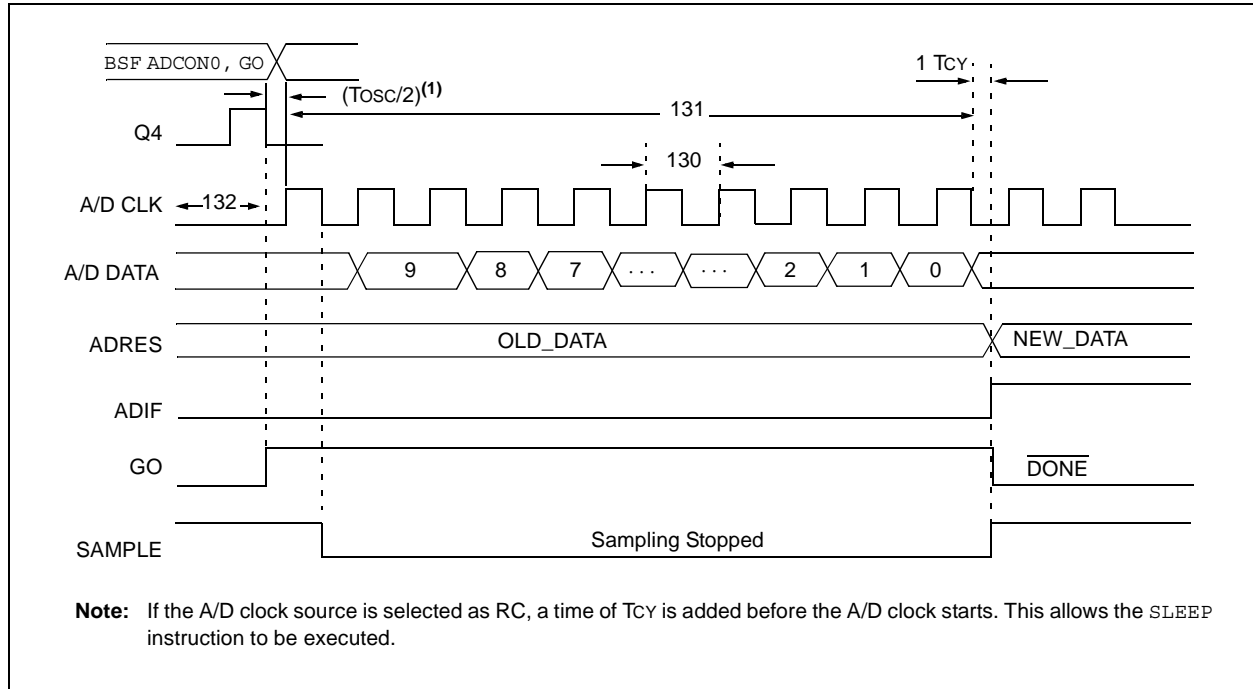 BSF ADCON0, GO
1 TCY
(TOSC/2)(1)
131
Q4
130
A/D CLK
132
A/D DATA
9 8 7 . . . . . . 2 1 0
ADRES
OLD_DATA
NEW_DATA
ADIF
GO
DONE
SAMPLE
Sampling Stopped
Note: If the A/D clock source is selected as RC, a time of TCY is added before the A/D clock starts. This allows the SLEEP
instruction to be executed.